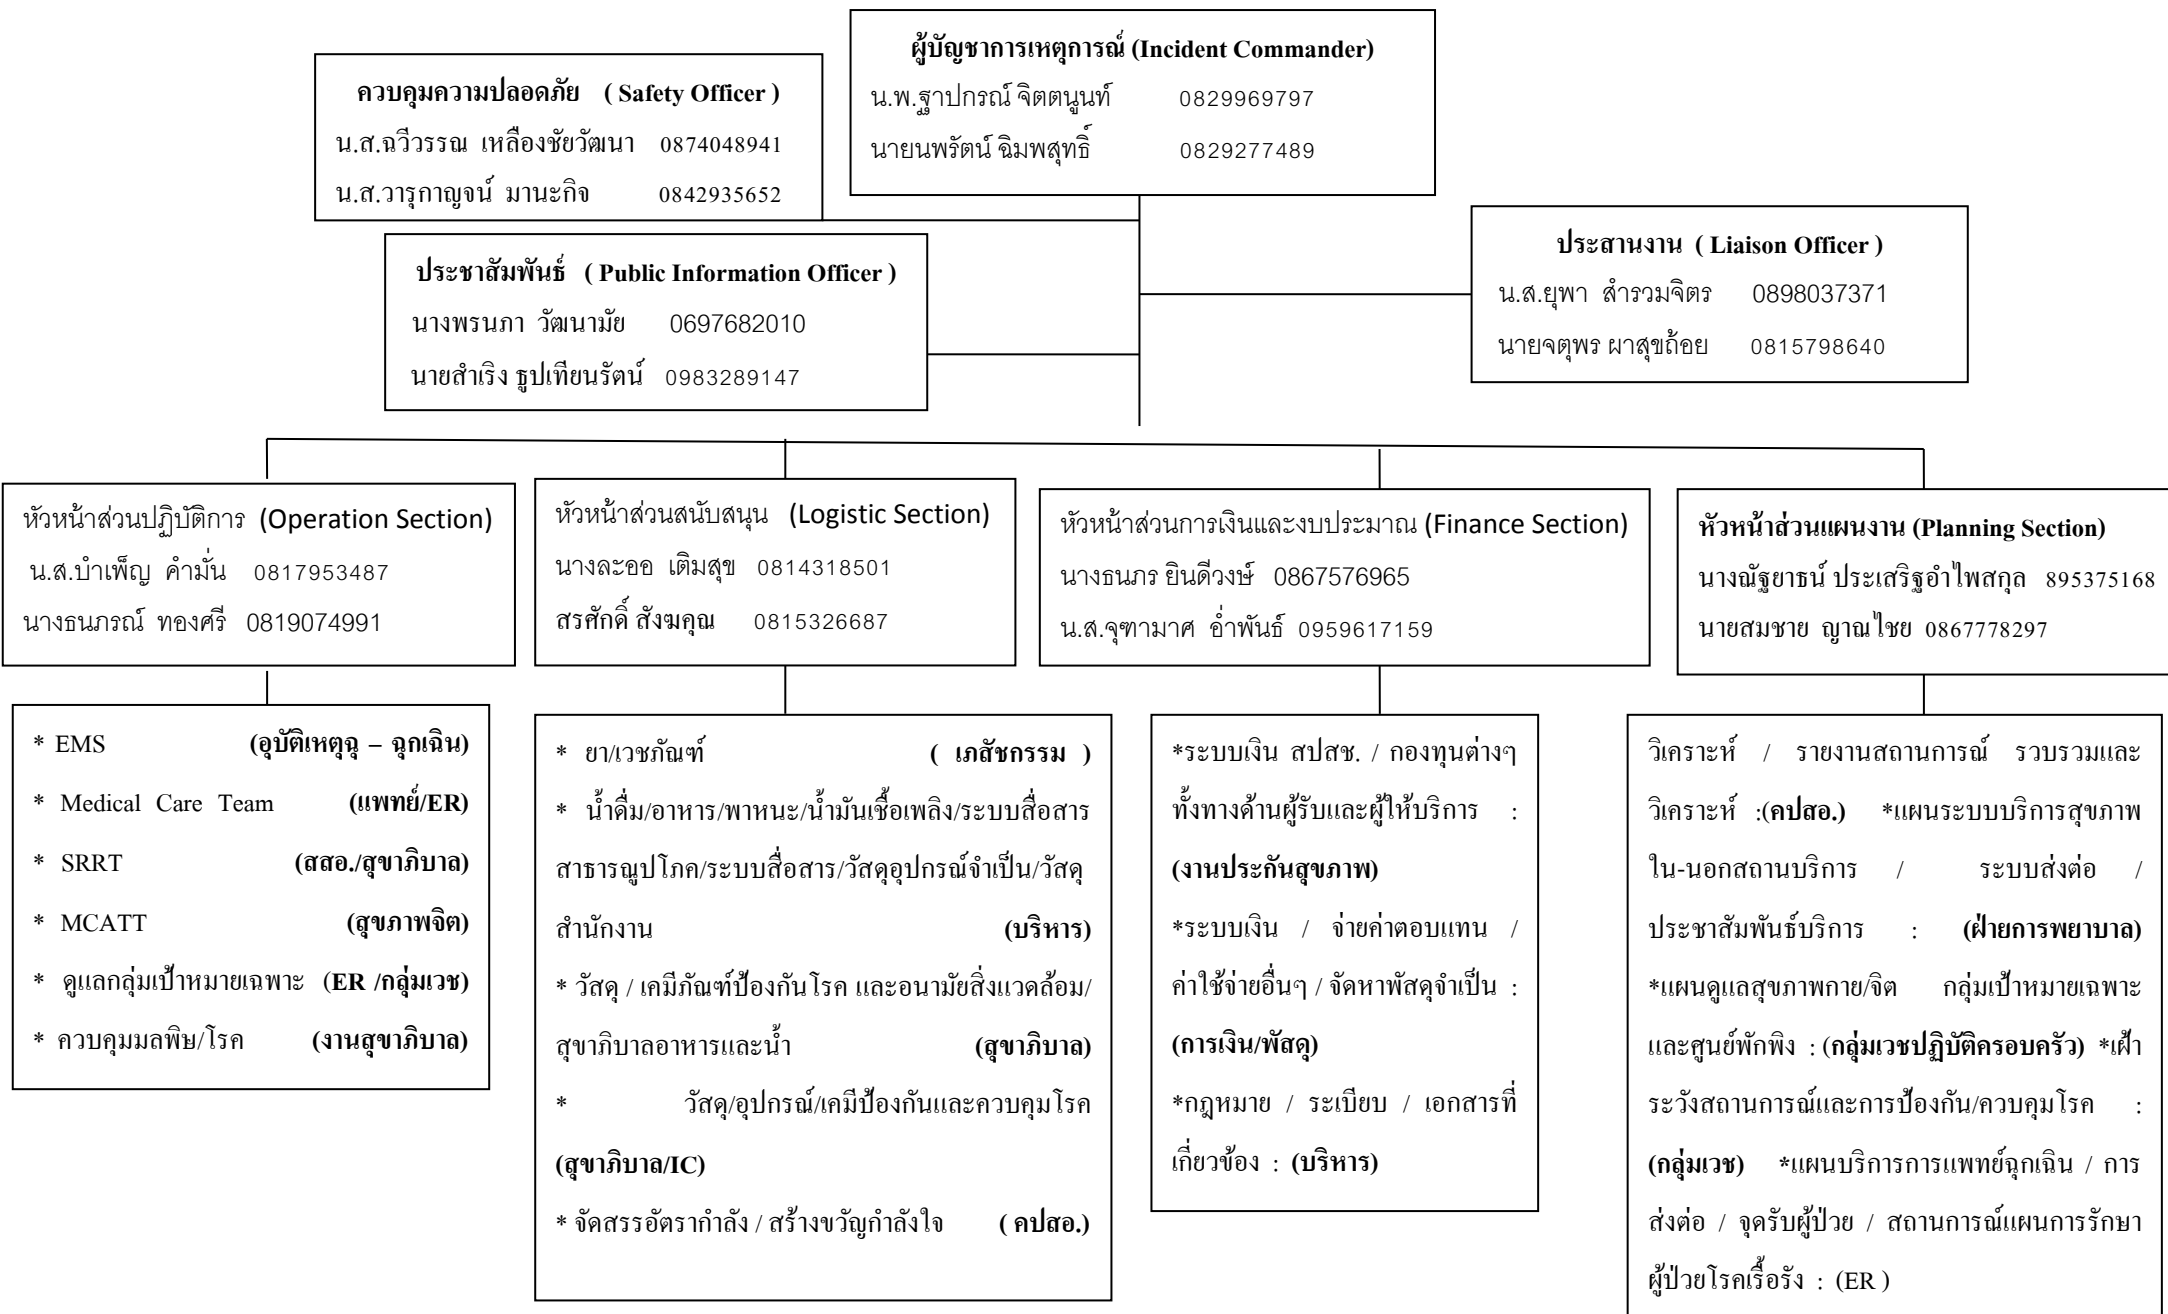 ผู้บัญชาการเหตุการณ์ (Incident Commander)
น.พ.ฐาปกรณ์ จิตตนูนท์ 0829969797
นายนพรัตน์ ฉิมพสุทธิ์ 0829277489
ควบคุมความปลอดภัย ( Safety Officer )
น.ส.ฉวีวรรณ เหลืองชัยวัฒนา 0874048941
น.ส.วารุกาญจน์ มานะกิจ 0842935652
ประชาสัมพันธ์ ( Public Information Officer )
นางพรนภา วัฒนามัย 0697682010
นายสำเริง ธูปเทียนรัตน์ 0983289147
ประสานงาน ( Liaison Officer )
น.ส.ยุพา สำรวมจิตร 0898037371
นายจตุพร ผาสุขถ้อย 0815798640
หัวหน้าส่วนปฏิบัติการ (Operation Section)
น.ส.บำเพ็ญ คำมั่น 0817953487
นางธนภรณ์ ทองศรี 0819074991
หัวหน้าส่วนสนับสนุน (Logistic Section)
นางละออ เติมสุข 0814318501
สรศักดิ์ สังฆคุณ 0815326687
หัวหน้าส่วนการเงินและงบประมาณ (Finance Section)
นางธนภร ยินดีวงษ์ 0867576965
น.ส.จุฑามาศ อ่ำพันธ์ 0959617159
หัวหน้าส่วนแผนงาน (Planning Section)
นางณัฐยาธน์ ประเสริฐอำไพสกุล 895375168
นายสมชาย ญาณไชย 0867778297
* EMS (อุบัติเหตุฉุ – ฉุกเฉิน)
* Medical Care Team (แพทย์/ER)
* SRRT (สสอ./สุขาภิบาล)
* MCATT (สุขภาพจิต)
* ดูแลกลุ่มเป้าหมายเฉพาะ (ER /กลุ่มเวช)
* ควบคุมมลพิษ/โรค (งานสุขาภิบาล)
* ยา/เวชภัณฑ์ ( เภสัชกรรม )
* น้ำดื่ม/อาหาร/พาหนะ/น้ำมันเชื้อเพลิง/ระบบสื่อสาร
สาธารณูปโภค/ระบบสื่อสาร/วัสดุอุปกรณ์จำเป็น/วัสดุ
สำนักงาน (บริหาร)
* วัสดุ / เคมีภัณฑ์ป้องกันโรค และอนามัยสิ่งแวดล้อม/
สุขาภิบาลอาหารและน้ำ (สุขาภิบาล)
* วัสดุ/อุปกรณ์/เคมีป้องกันและควบคุมโรค
(สุขาภิบาล/IC)
* จัดสรรอัตรากำลัง / สร้างขวัญกำลังใจ ( คปสอ.)
*ระบบเงิน สปสช. / กองทุนต่างๆ
ทั้งทางด้านผู้รับและผู้ให้บริการ :
(งานประกันสุขภาพ)
*ระบบเงิน / จ่ายค่าตอบแทน /
ค่าใช้จ่ายอื่นๆ / จัดหาพัสดุจำเป็น :
(การเงิน/พัสดุ)
*กฎหมาย / ระเบียบ / เอกสารที่
เกี่ยวข้อง : (บริหาร)
วิเคราะห์ / รายงานสถานการณ์ รวบรวมและ
วิเคราะห์ :(คปสอ.) *แผนระบบบริการสุขภาพ
ใน-นอกสถานบริการ / ระบบส่งต่อ /
ประชาสัมพันธ์บริการ : (ฝ่ายการพยาบาล)
*แผนดูแลสุขภาพกาย/จิต กลุ่มเป้าหมายเฉพาะ
และศูนย์พักพิง : (กลุ่มเวชปฏิบัติครอบครัว) *เฝ้า
ระวังสถานการณ์และการป้องกัน/ควบคุมโรค :
(กลุ่มเวช) *แผนบริการการแพทย์ฉุกเฉิน / การ
ส่งต่อ / จุดรับผู้ป่วย / สถานการณ์แผนการรักษา
ผู้ป่วยโรคเรื้อรัง : (ER )